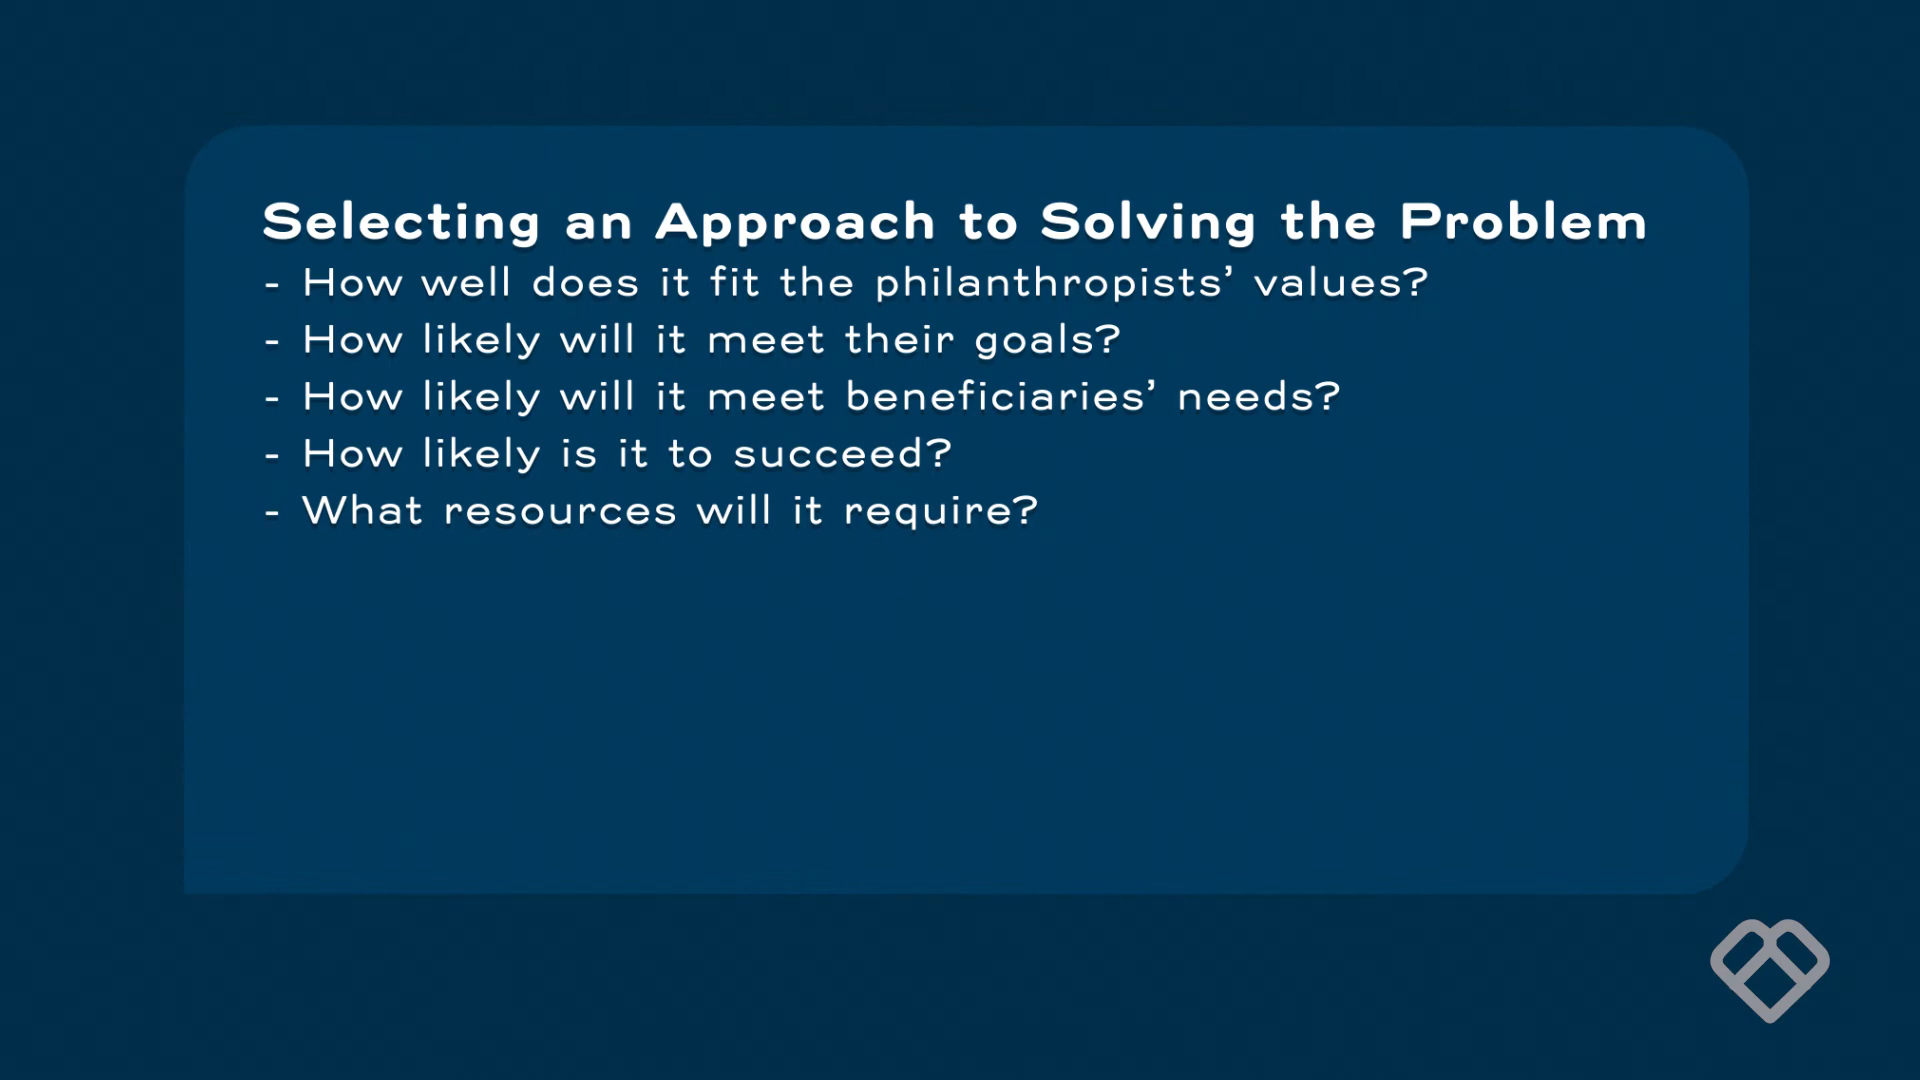 Selecting an Approach to Solving the Problem
- How well does it fit the philanthropists’ values?
- How likely will it meet their goals?
- How likely will it meet beneficiaries’ needs?
- How likely is it to succeed?
- What resources will it require?